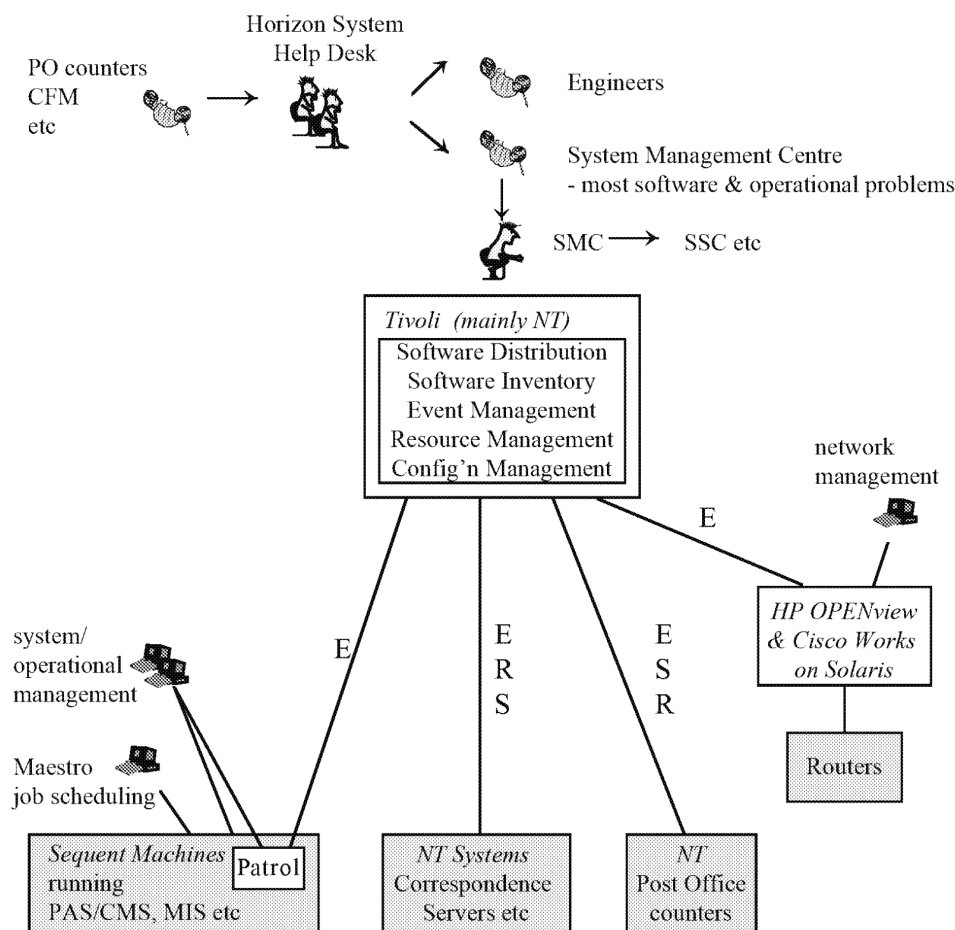 Horizon System
Help Desk
PO counters
CFM
etc
Engineers
System Management Centre
- most software & operational problems
SMC
SSC etc
Tivoli (mainly NT)
Software Distribution
Software Inventory
Event Management
Resource Management
Config'n Management
network
management
E
HP OPENview
& Cisco Works
on Solaris
system/
operational
management
E
E
R
S
E
S
R
Routers
Maestro
job scheduling
Sequent Machines
running
PAS/CMS, MIS etc
Patrol
NT Systems
Correspondence
Servers etc
NT
Post Office
counters